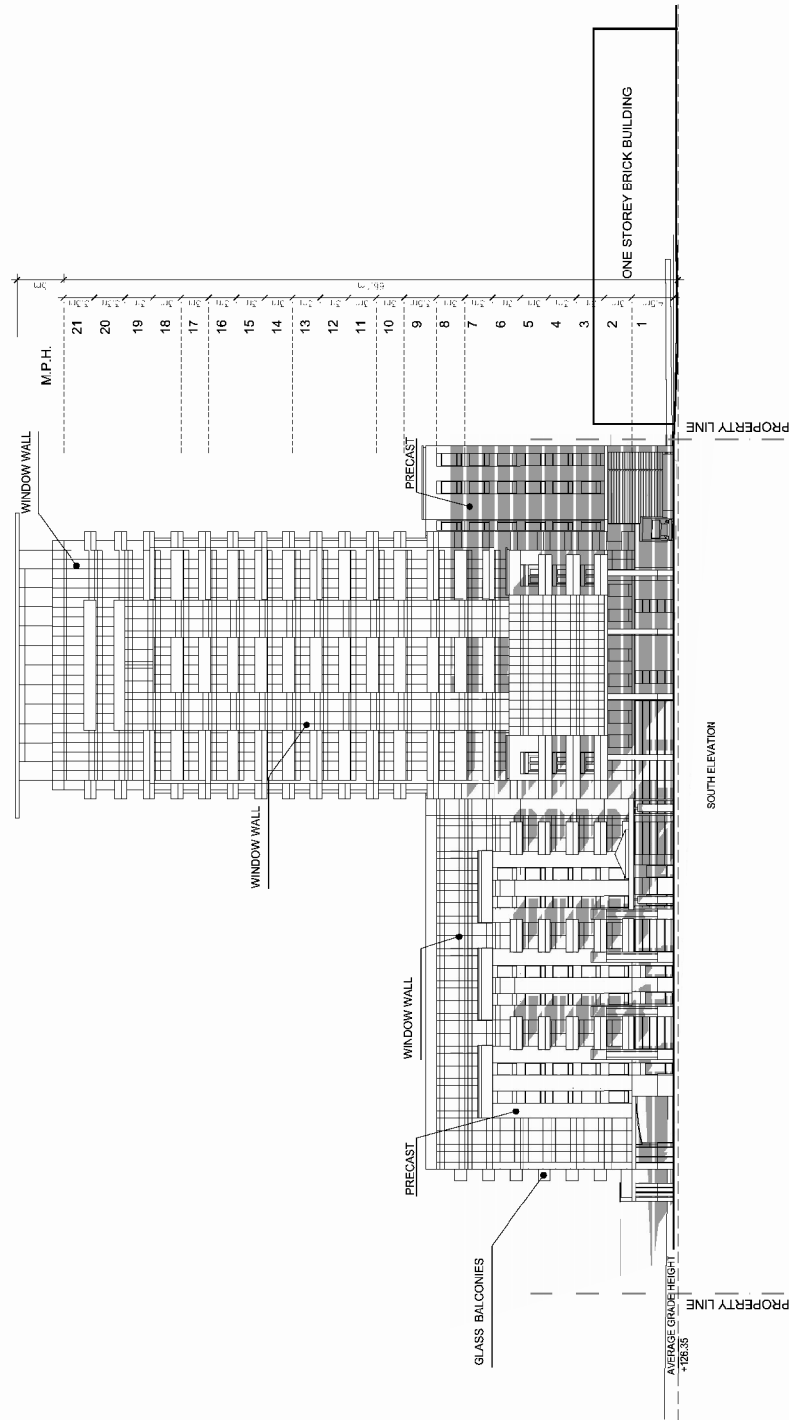 M.P.H.
21
20
19
18
17
16
15
14
13
12
11
10
9
8
7
6
5
4
3
2
1
WINDOW WALL
WINDOW WALL
WINDOW WALL
PRECAST
PRECAST
GLASS BALCONIES
ONE STOREY BRICK BUILDING
PROPERTY LINE
PROPERTY LINE
AVERAGE GRADE HEIGHT
+126.35
SOUTH ELEVATION